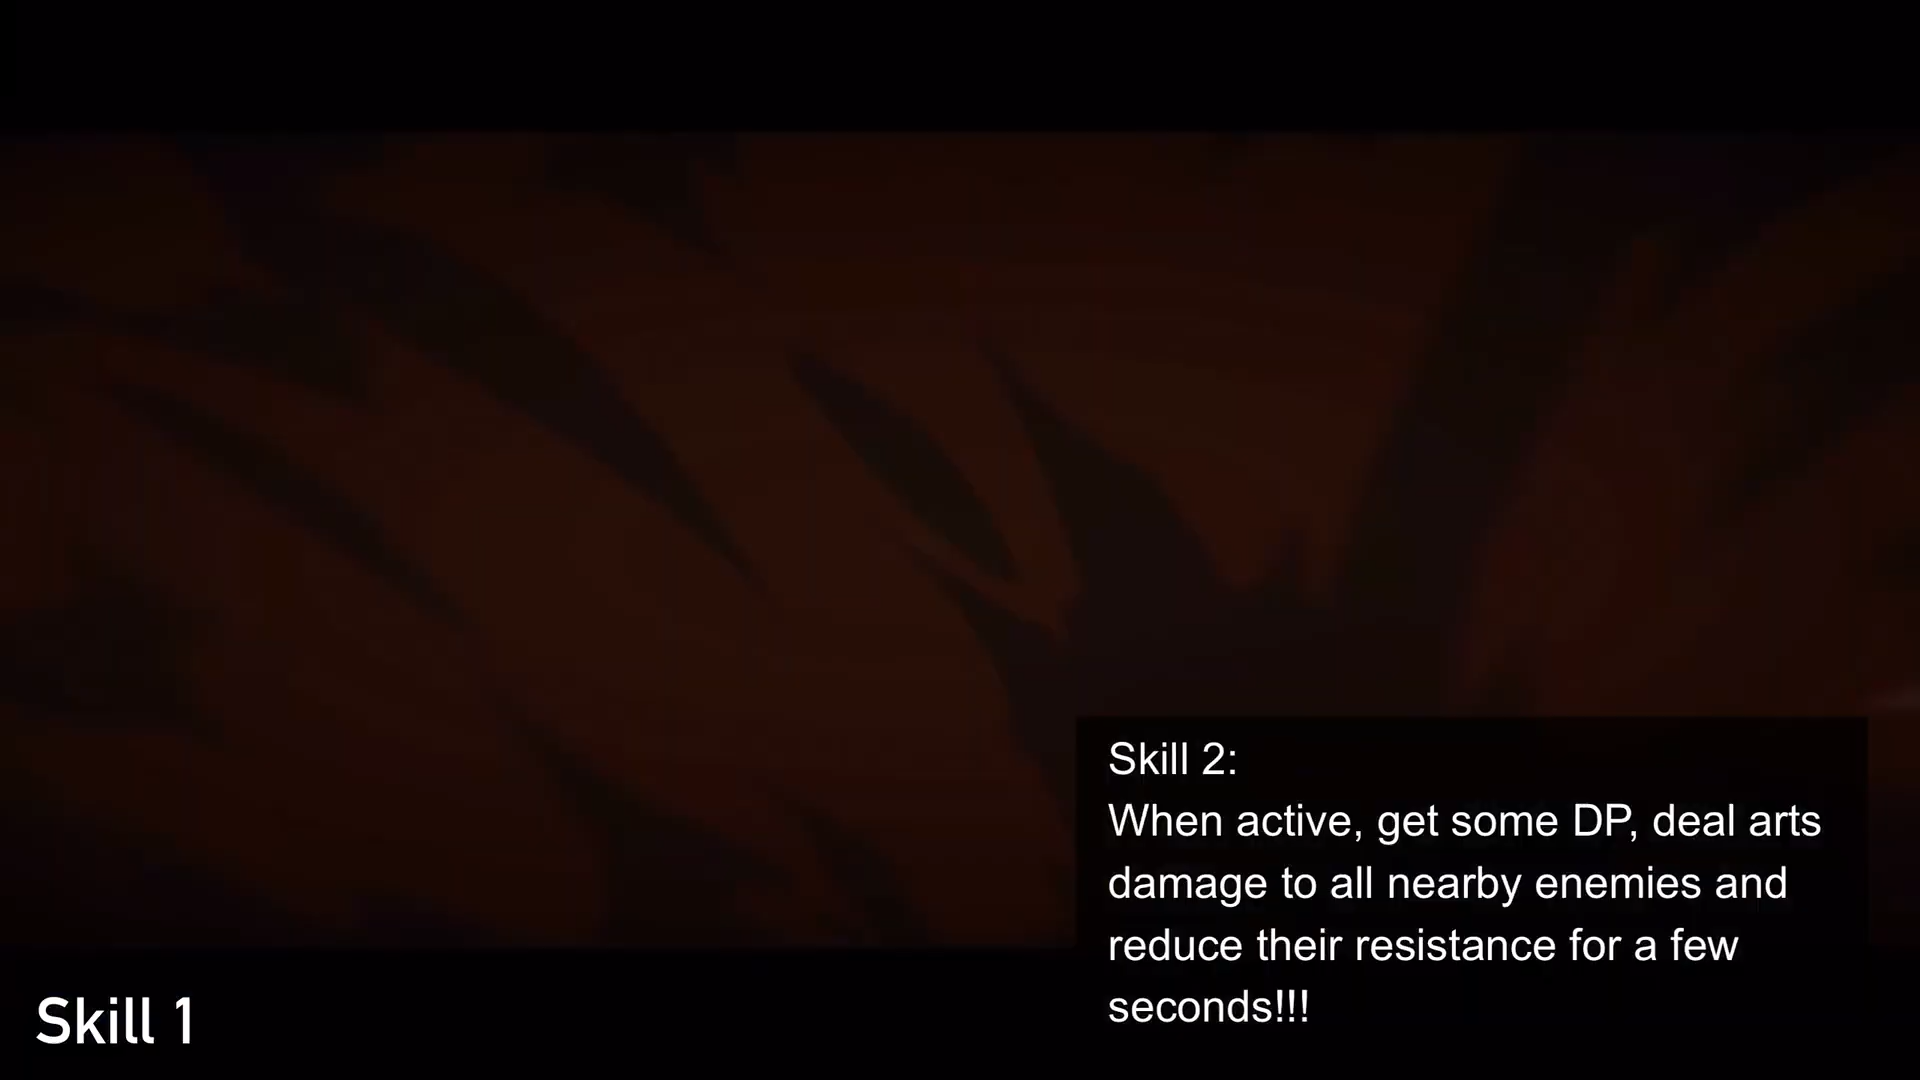 Skill 2:
When active, get some DP, deal arts
damage to all nearby enemies and
reduce their resistance for a few
seconds!!!
Skill 1